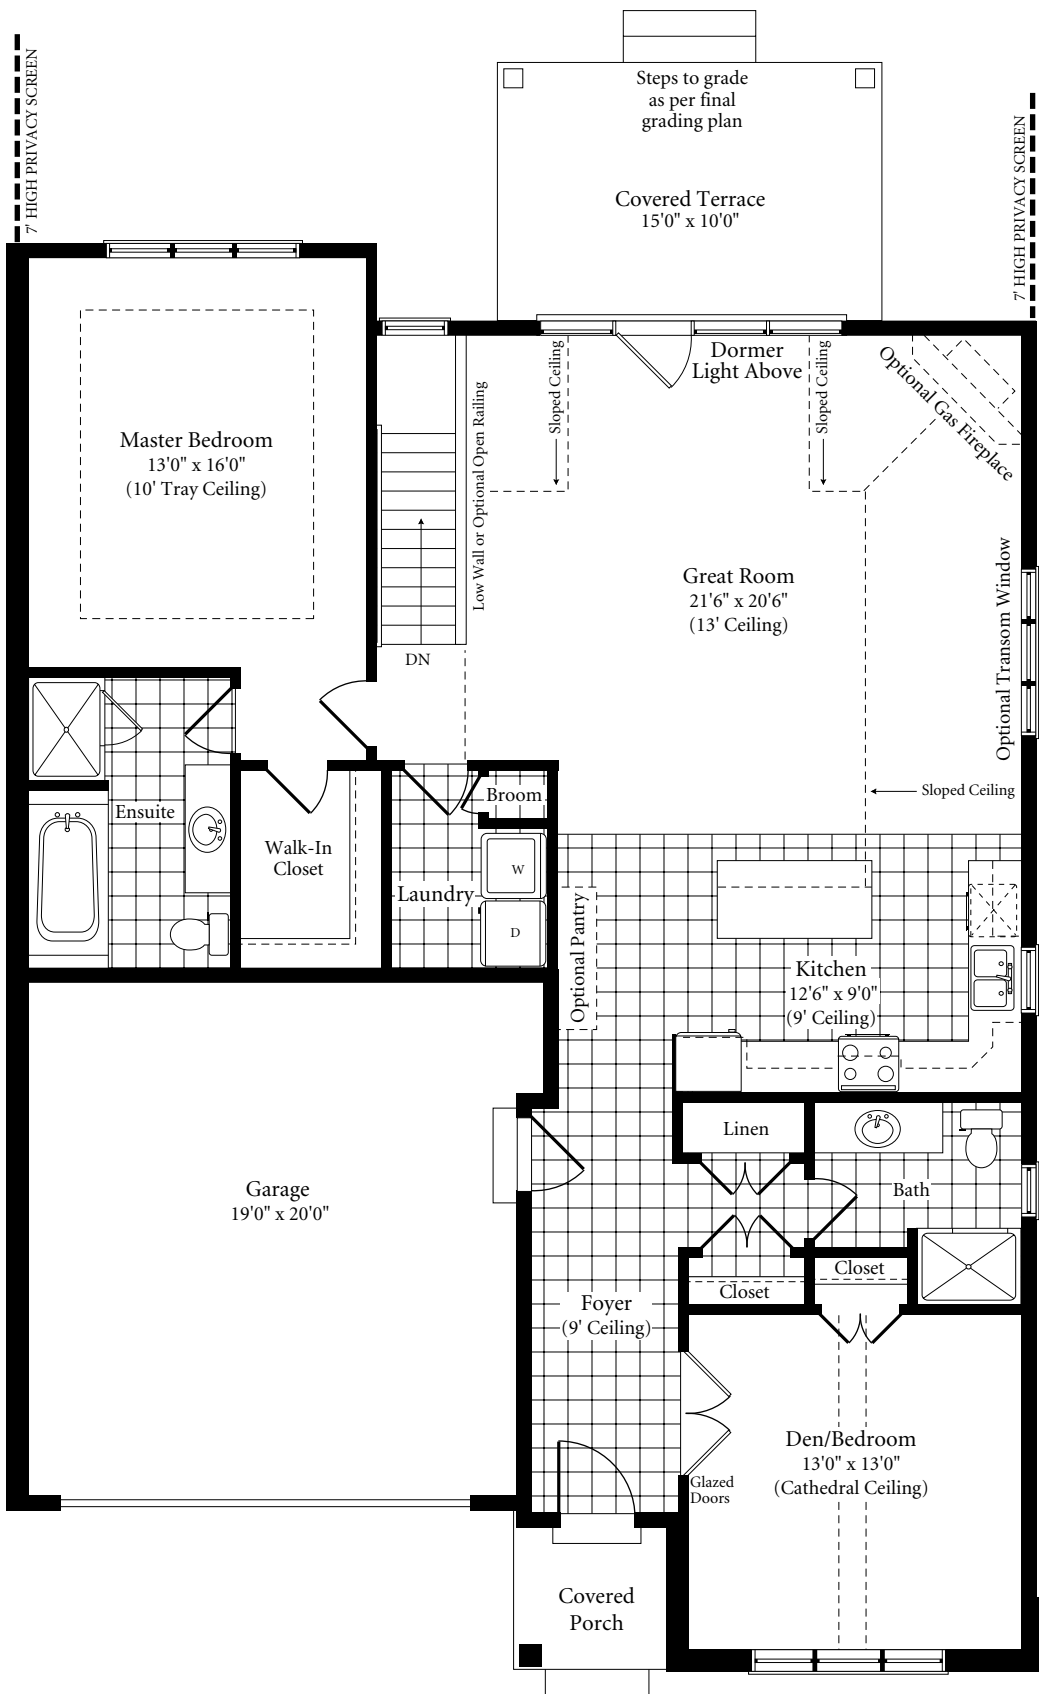 7' HIGH PRIVACY SCREEN
Steps to grade
as per final
grading plan
Covered Terrace
15'0" x 10'0"
7' HIGH PRIVACY SCREEN
Sloped Ceiling
Dormer
Light Above
Sloped Ceiling
Optional Gas Fireplace
Master Bedroom
13'0" x 16'0"
(10' Tray Ceiling)
Low Wall or Optional Open Railing
Great Room
21'6" x 20'6"
(13' Ceiling)
Optional Transom Window
DN
Sloped Ceiling
Broom
Ensuite
Walk-In
Closet
W
Laundry
D
Optional Pantry
Kitchen
12'6" x 9'0"
(9' Ceiling)
Linen
Bath
Garage
19'0" x 20'0"
Closet
Closet
Foyer
(9' Ceiling)
Den/Bedroom
13'0" x 13'0"
(Cathedral Ceiling)
Glazed
Doors
Covered
Porch